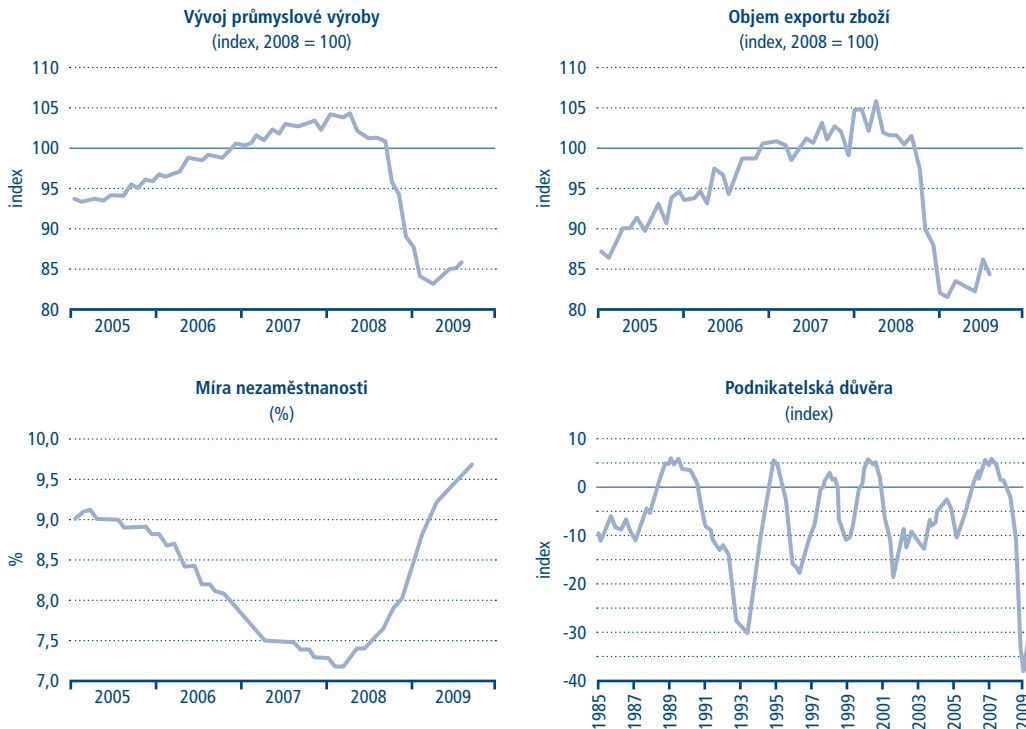 Vývoj průmyslové výroby
(index, 2008 = 100)
110
105
100
95
90
85
80
index
2005 2006 2007 2008 2009
Objem exportu zboží
(index, 2008 = 100)
110
105
100
95
90
85
80
index
2005 2006 2007 2008 2009
Míra nezaměstnanosti
(%)
10,0
9,5
9,0
8,5
8,0
7,5
7,0
%
2005 2006 2007 2008 2009
Podnikatelská důvěra
(index)
10
0
-10
-20
-30
-40
index
1985 1987 1989 1991 1993 1995 1997 1999 2001 2003 2005 2007 2009